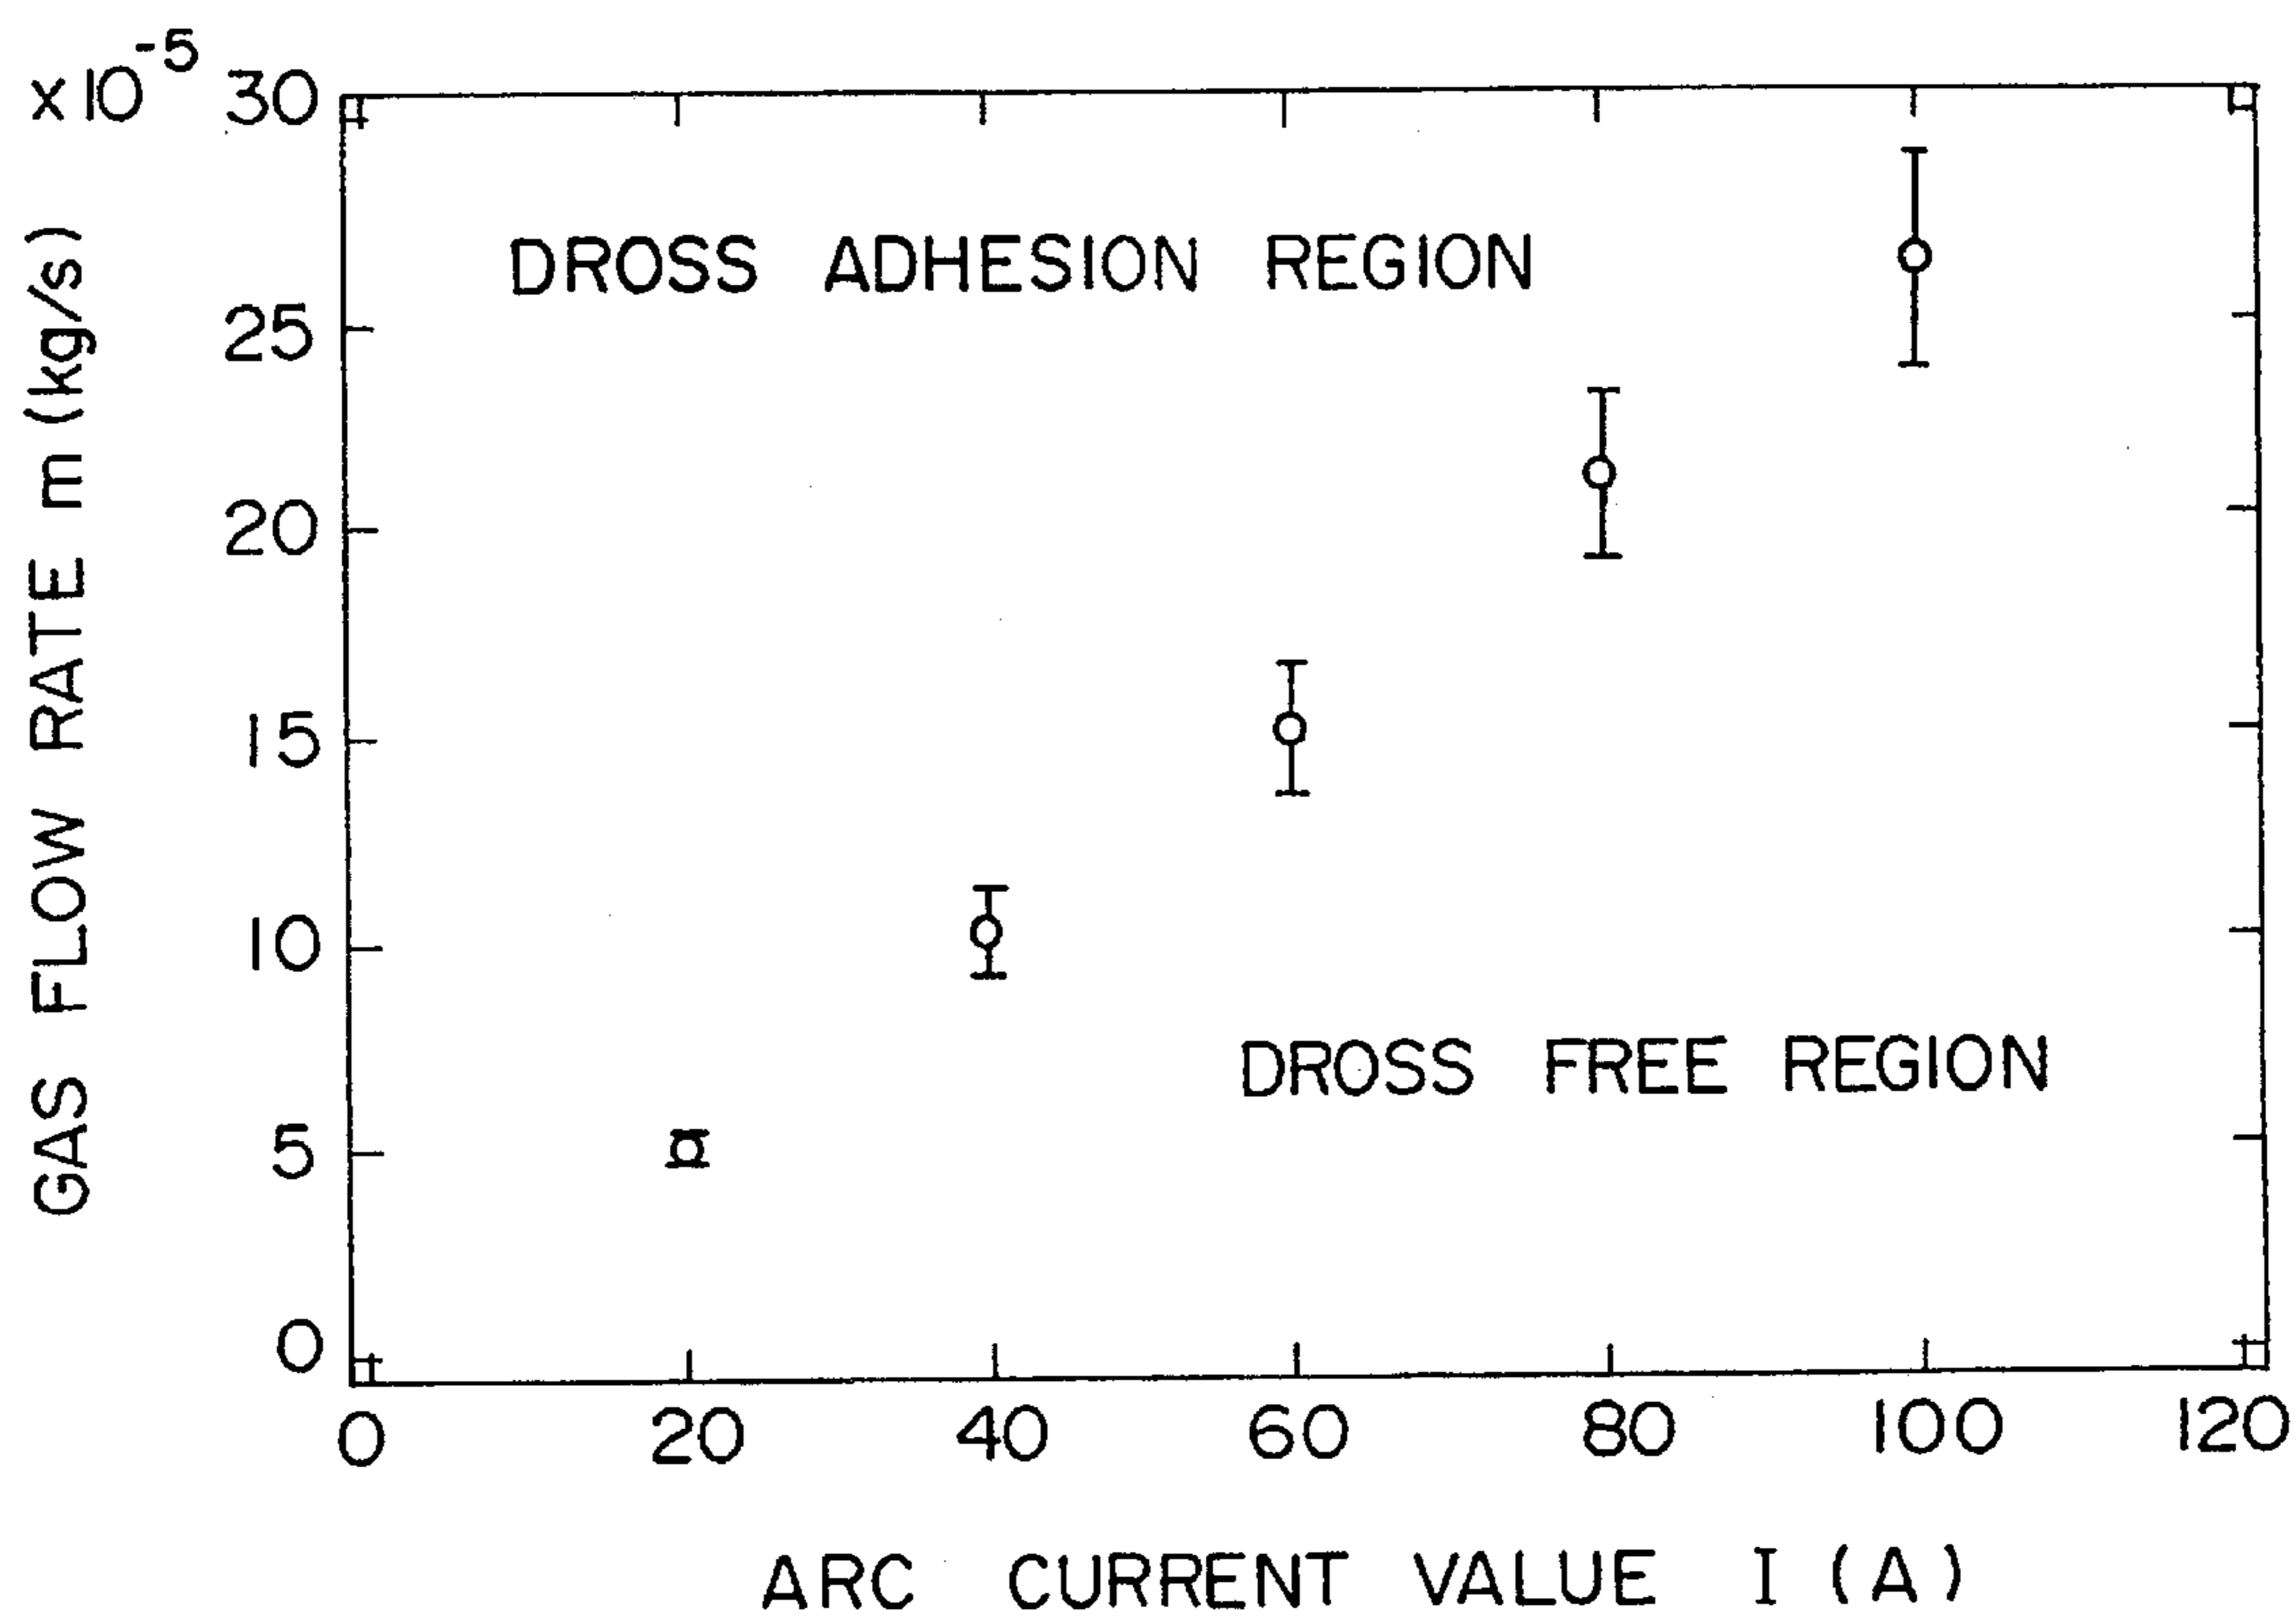 x10-5
30
25
20
15
10
5
0
GAS FLOW RATE m (kg/s)
DROSS ADHESION REGION
DROSS FREE REGION
0 20 40 60 80 100 120
ARC CURRENT VALUE I (A)